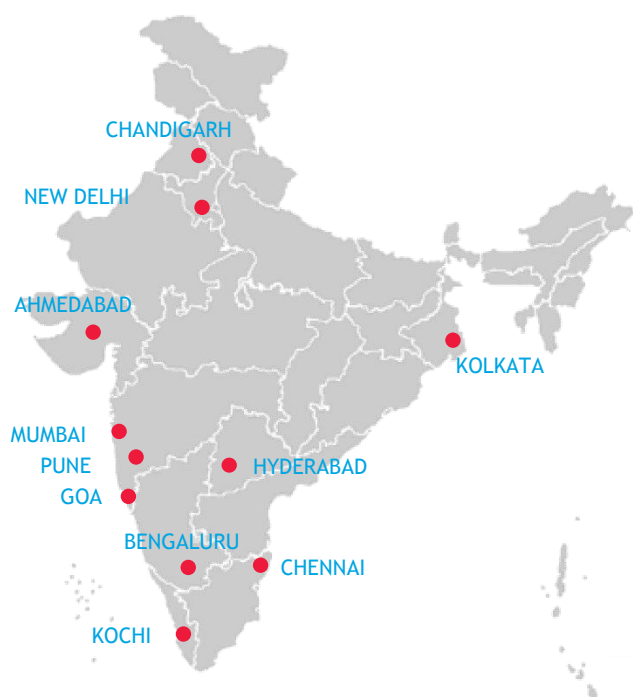 CHANDIGARH
NEW DELHI
AHMEDABAD
KOLKATA
MUMBAI
PUNE
HYDERABAD
GOA
BENGALURU
CHENNAI
KOCHI